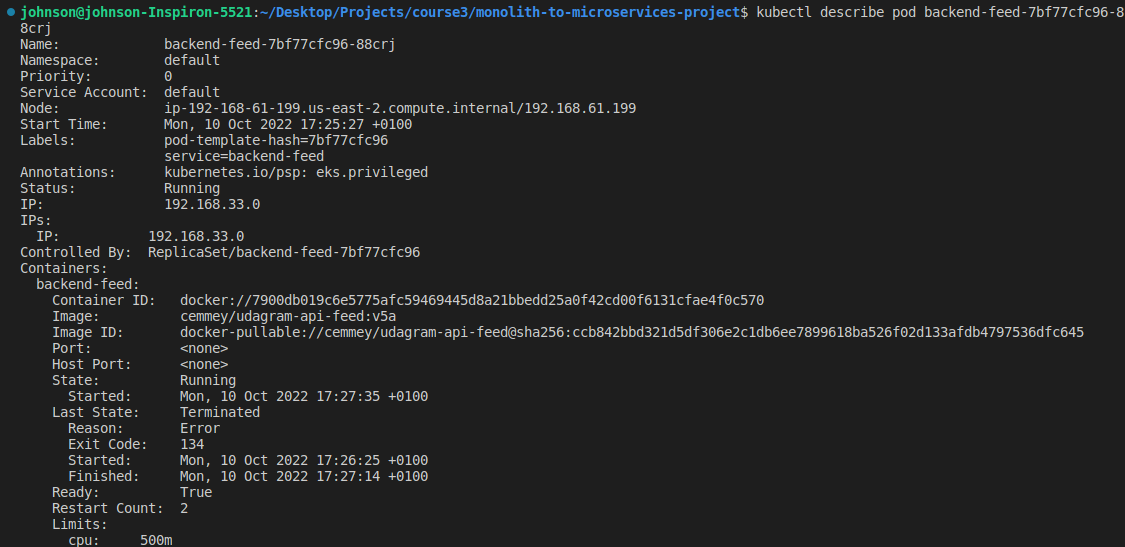 johnson@johnson-Inspiron-5521:~/Desktop/Projects/course3/monolith-to-microservices-project$ kubectl describe pod backend-feed-7bf77cfc96-8
8crj
Name:             backend-feed-7bf77cfc96-88crj
Namespace:        default
Priority:         0
Service Account:  default
Node:             ip-192-168-61-199.us-east-2.compute.internal/192.168.61.199
Start Time:       Mon, 10 Oct 2022 17:25:27 +0100
Labels:           pod-template-hash=7bf77cfc96
                  service=backend-feed
Annotations:      kubernetes.io/psp: eks.privileged
Status:           Running
IP:               192.168.33.0
IPs:
  IP:           192.168.33.0
Controlled By:  ReplicaSet/backend-feed-7bf77cfc96
Containers:
  backend-feed:
    Container ID:   docker://7900db019c6e5775afc59469445d8a21bbedd25a0f42cd00f6131cfae4f0c570
    Image:          cemmey/udagram-api-feed:v5a
    Image ID:       docker-pullable://cemmey/udagram-api-feed@sha256:ccb842bbd321d5df306e2c1db6ee7899618ba526f02d133afdb4797536dfc645
    Port:           <none>
    Host Port:      <none>
    State:          Running
      Started:      Mon, 10 Oct 2022 17:27:35 +0100
    Last State:     Terminated
      Reason:       Error
      Exit Code:    134
      Started:      Mon, 10 Oct 2022 17:26:25 +0100
      Finished:     Mon, 10 Oct 2022 17:27:14 +0100
    Ready:          True
    Restart Count:  2
    Limits:
      cpu:     500m